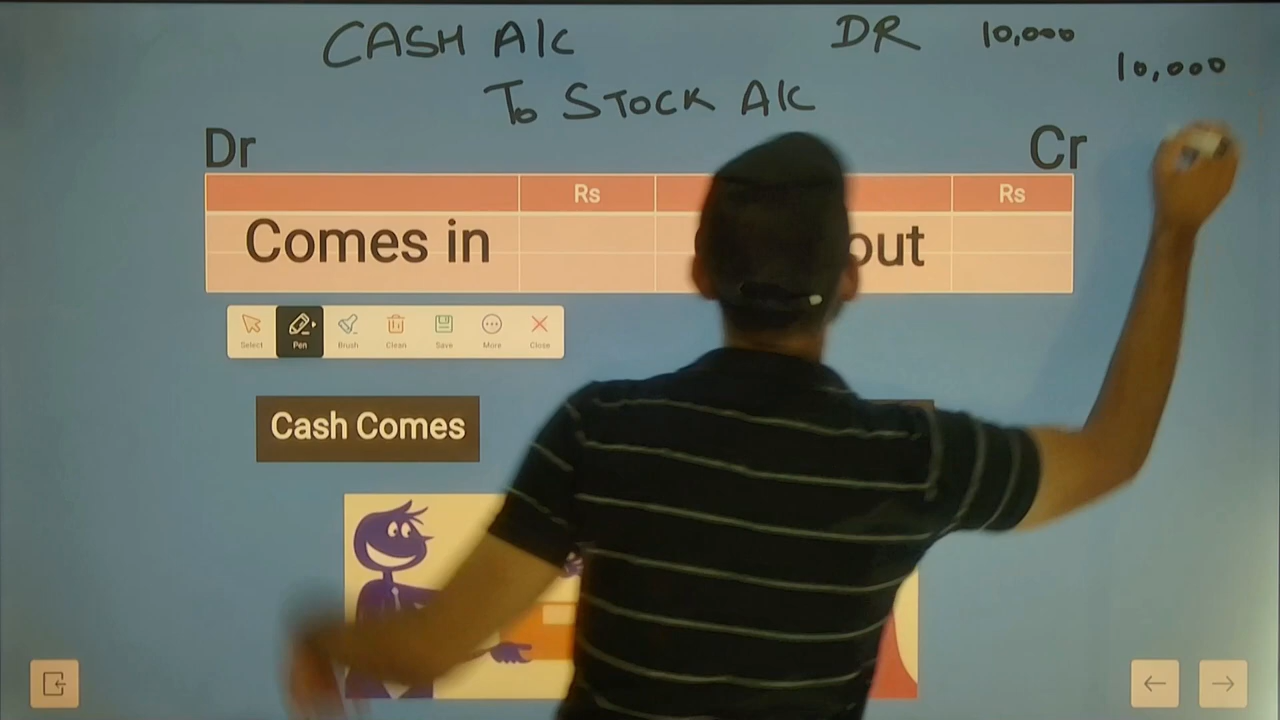 CASH A/C DR 10,000
10,000
To STOCK A/C
Dr Cr
Rs Rs
Comes in out
Select Pen Brush Clean Save More Close
Cash Comes